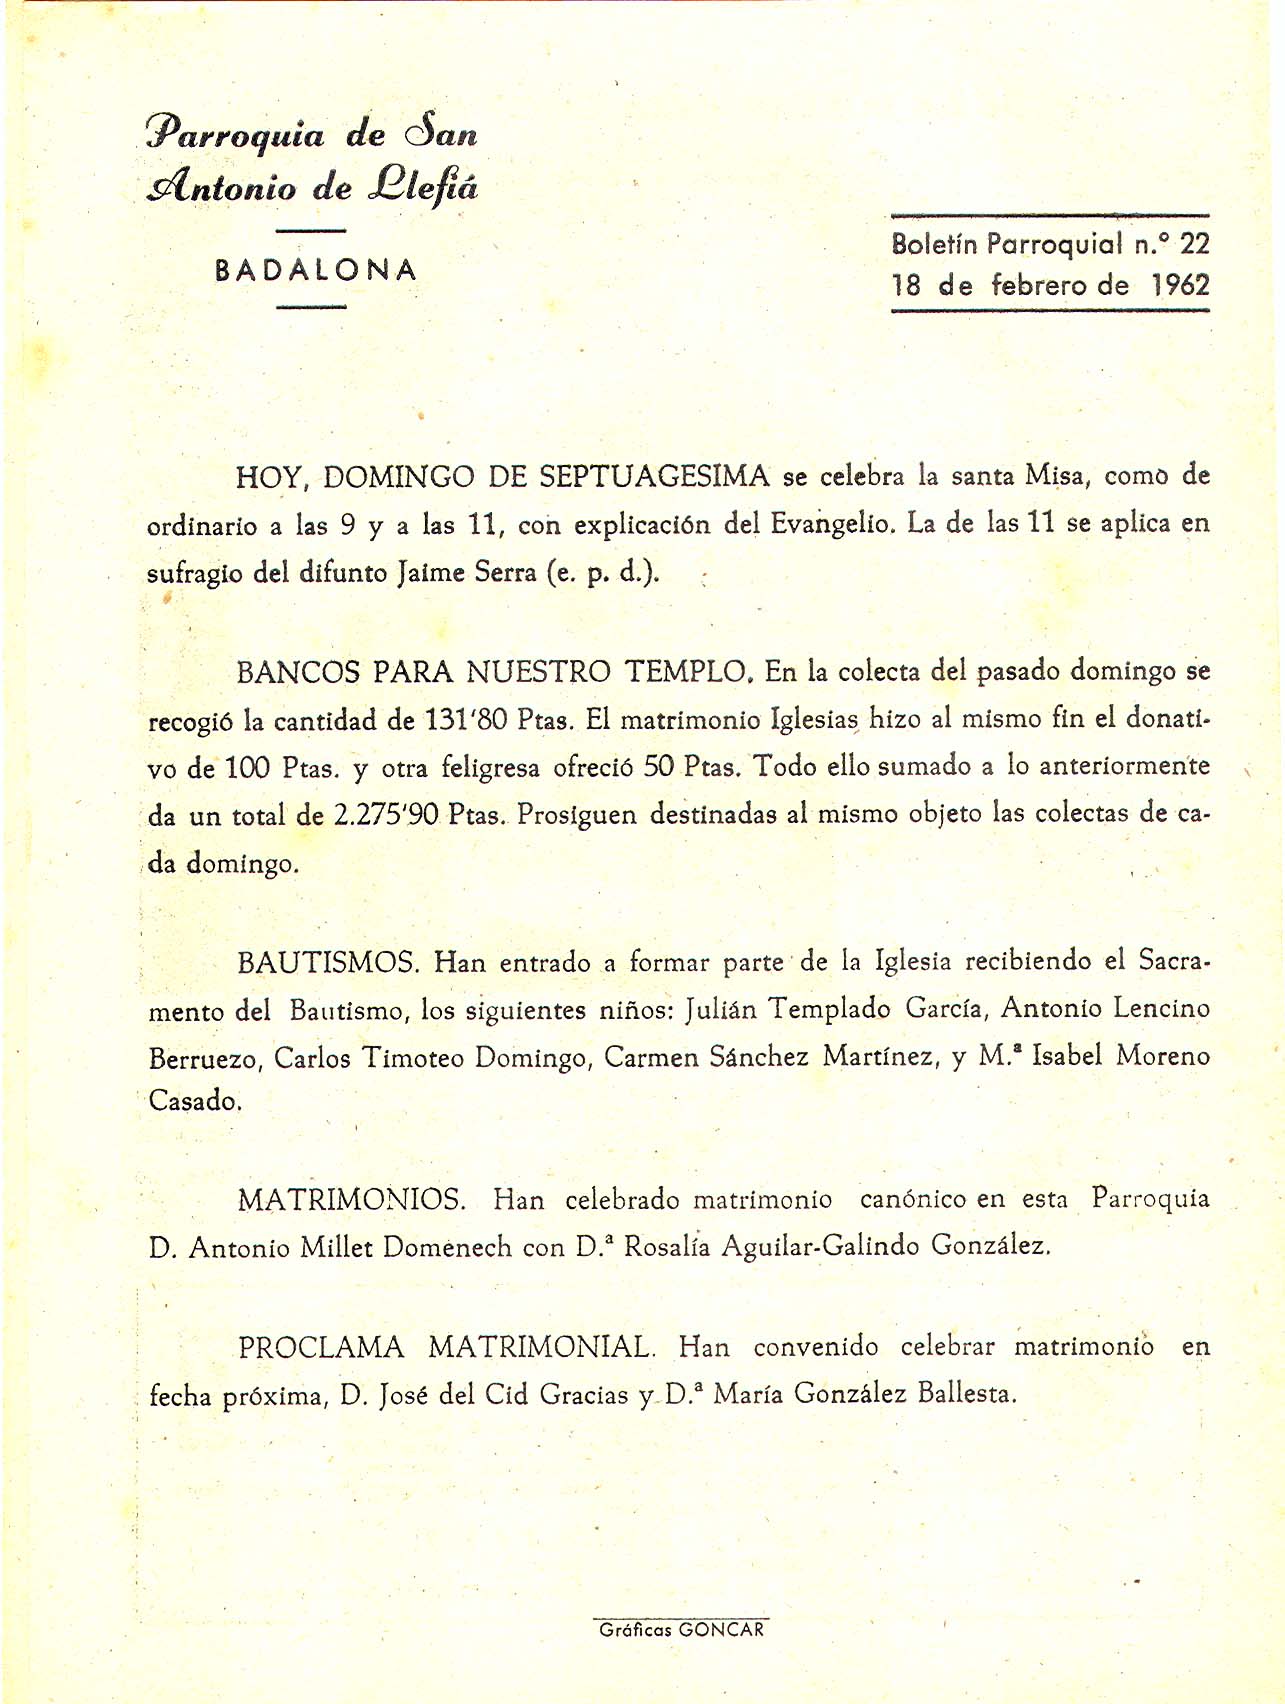 Parroquia de San
Antonio de Llefiá
BADALONA
Boletín Parroquial n.º 22
18 de febrero de 1962
HOY, DOMINGO DE SEPTUAGESIMA se celebra la santa Misa, como de
ordinario a las 9 y a las 11, con explicación del Evangelio. La de las 11 se aplica en
sufragio del difunto Jaime Serra (e. p. d.).
BANCOS PARA NUESTRO TEMPLO. En la colecta del pasado domingo se
recogió la cantidad de 131'80 Ptas. El matrimonio Iglesias hizo al mismo fin el donati-
vo de 100 Ptas. y otra feligresa ofreció 50 Ptas. Todo ello sumado a lo anteriormente
da un total de 2.275'90 Ptas. Prosiguen destinadas al mismo objeto las colectas de ca-
da domingo.
BAUTISMOS. Han entrado a formar parte de la Iglesia recibiendo el Sacra-
mento del Bautismo, los siguientes niños: Julián Templado García, Antonio Lencino
Berruezo, Carlos Timoteo Domingo, Carmen Sánchez Martínez, y M.ª Isabel Moreno
Casado.
MATRIMONIOS. Han celebrado matrimonio canónico en esta Parroquia
D. Antonio Millet Domenech con D.ª Rosalía Aguilar-Galindo González.
PROCLAMA MATRIMONIAL. Han convenido celebrar matrimonio en
fecha próxima, D. José del Cid Gracias y D.ª María González Ballesta.
Gráficas GONCAR